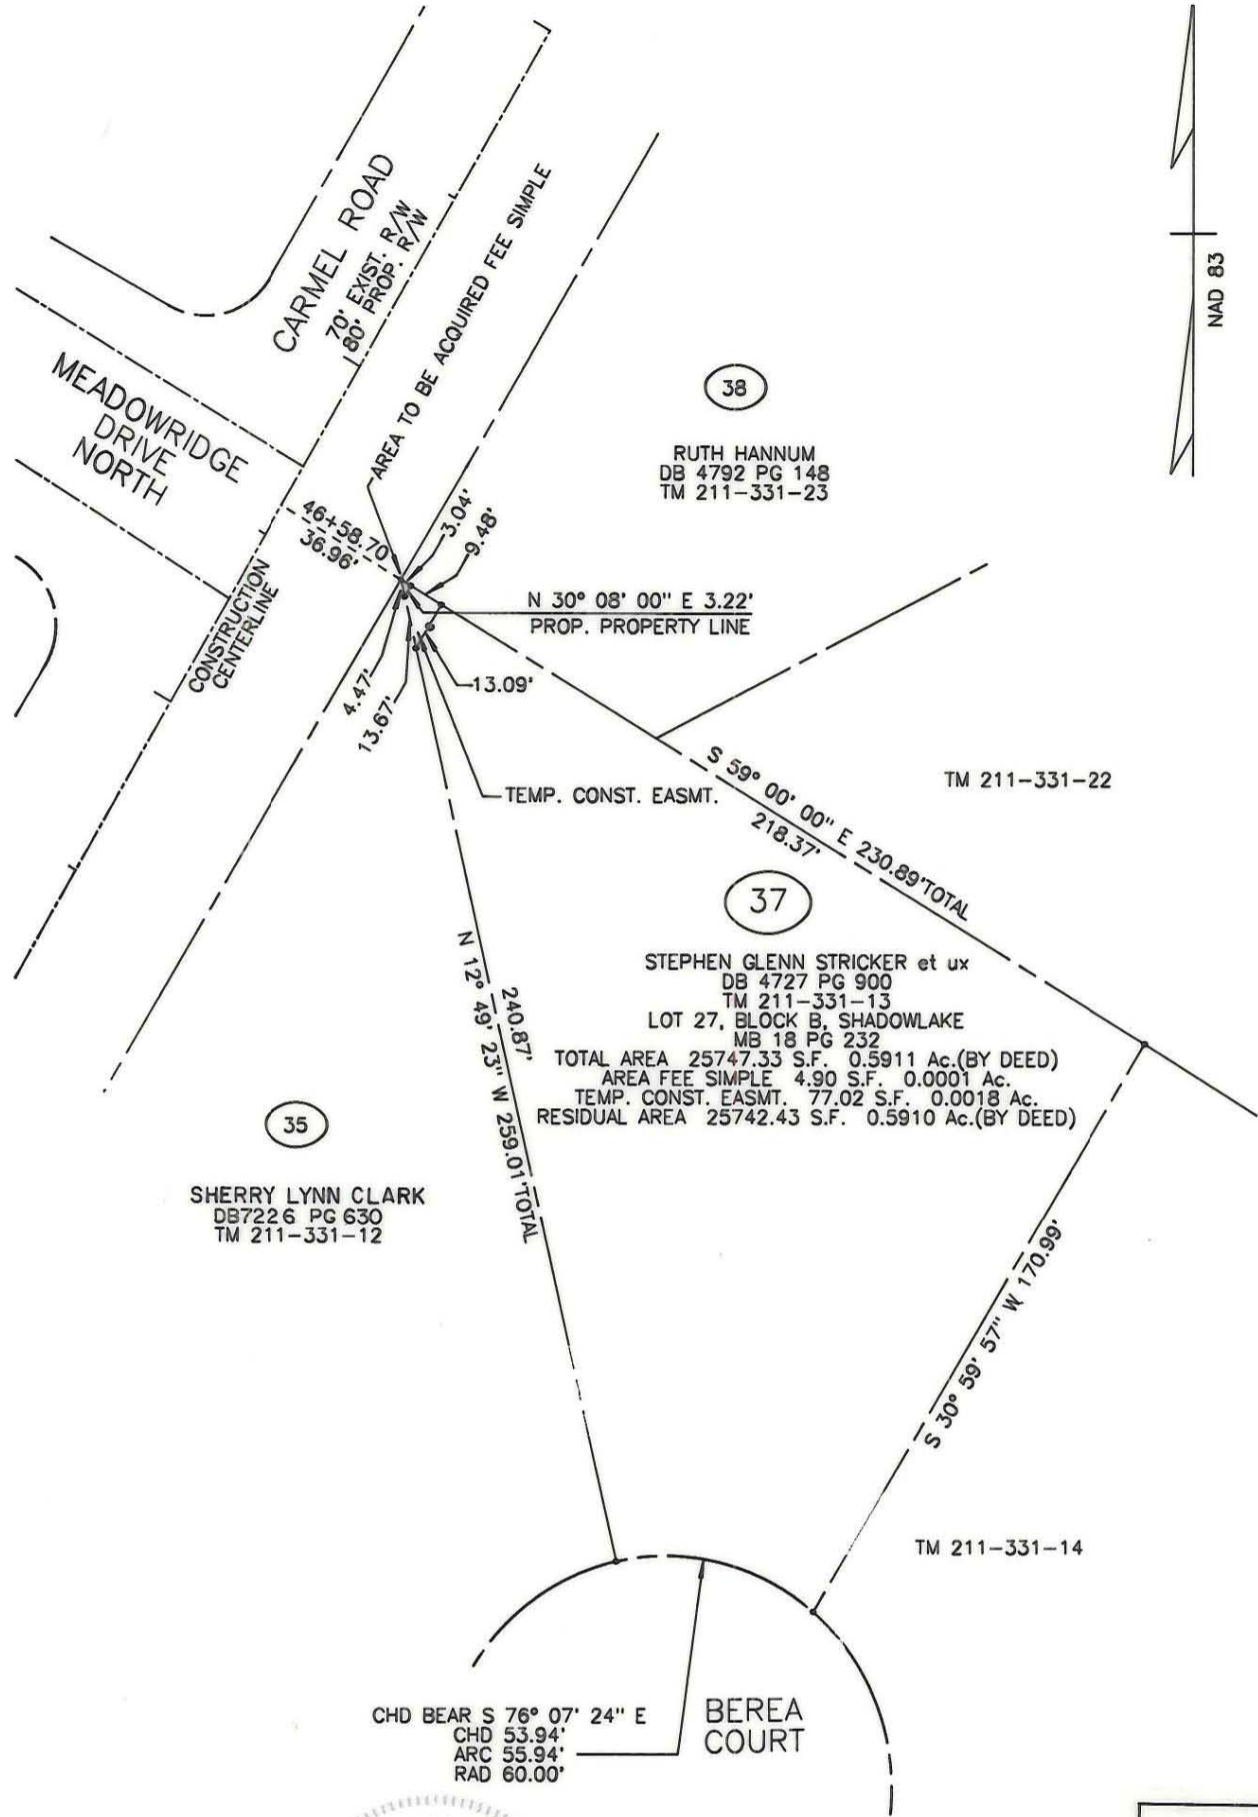 CARMEL ROAD
70' EXIST. R/W
80' PROP. R/W
AREA TO BE ACQUIRED FEE SIMPLE
NAD 83
MEADOWRIDGE
DRIVE
NORTH
38
RUTH HANNUM
DB 4792 PG 148
TM 211-331-23
46+58.70
36.96'
3.04'
9.48'
CONSTRUCTION
CENTERLINE
N 30° 08' 00" E 3.22'
PROP. PROPERTY LINE
4.47'
13.67'
13.09'
TEMP. CONST. EASMT.
S 59° 00' 00" E 230.89'TOTAL
218.37'
TM 211-331-22
37
STEPHEN GLENN STRICKER et ux
DB 4727 PG 900
TM 211-331-13
LOT 27, BLOCK B, SHADOWLAKE
MB 18 PG 232
TOTAL AREA 25747.33 S.F. 0.5911 Ac.(BY DEED)
AREA FEE SIMPLE 4.90 S.F. 0.0001 Ac.
TEMP. CONST. EASMT. 77.02 S.F. 0.0018 Ac.
RESIDUAL AREA 25742.43 S.F. 0.5910 Ac.(BY DEED)
240.87'
N 12° 49' 23" W 259.01'TOTAL
35
SHERRY LYNN CLARK
DB7226 PG 630
TM 211-331-12
S 30° 59' 57" W 170.99'
TM 211-331-14
CHD BEAR S 76° 07' 24" E
CHD 53.94'
ARC 55.94'
RAD 60.00'
BEREA
COURT